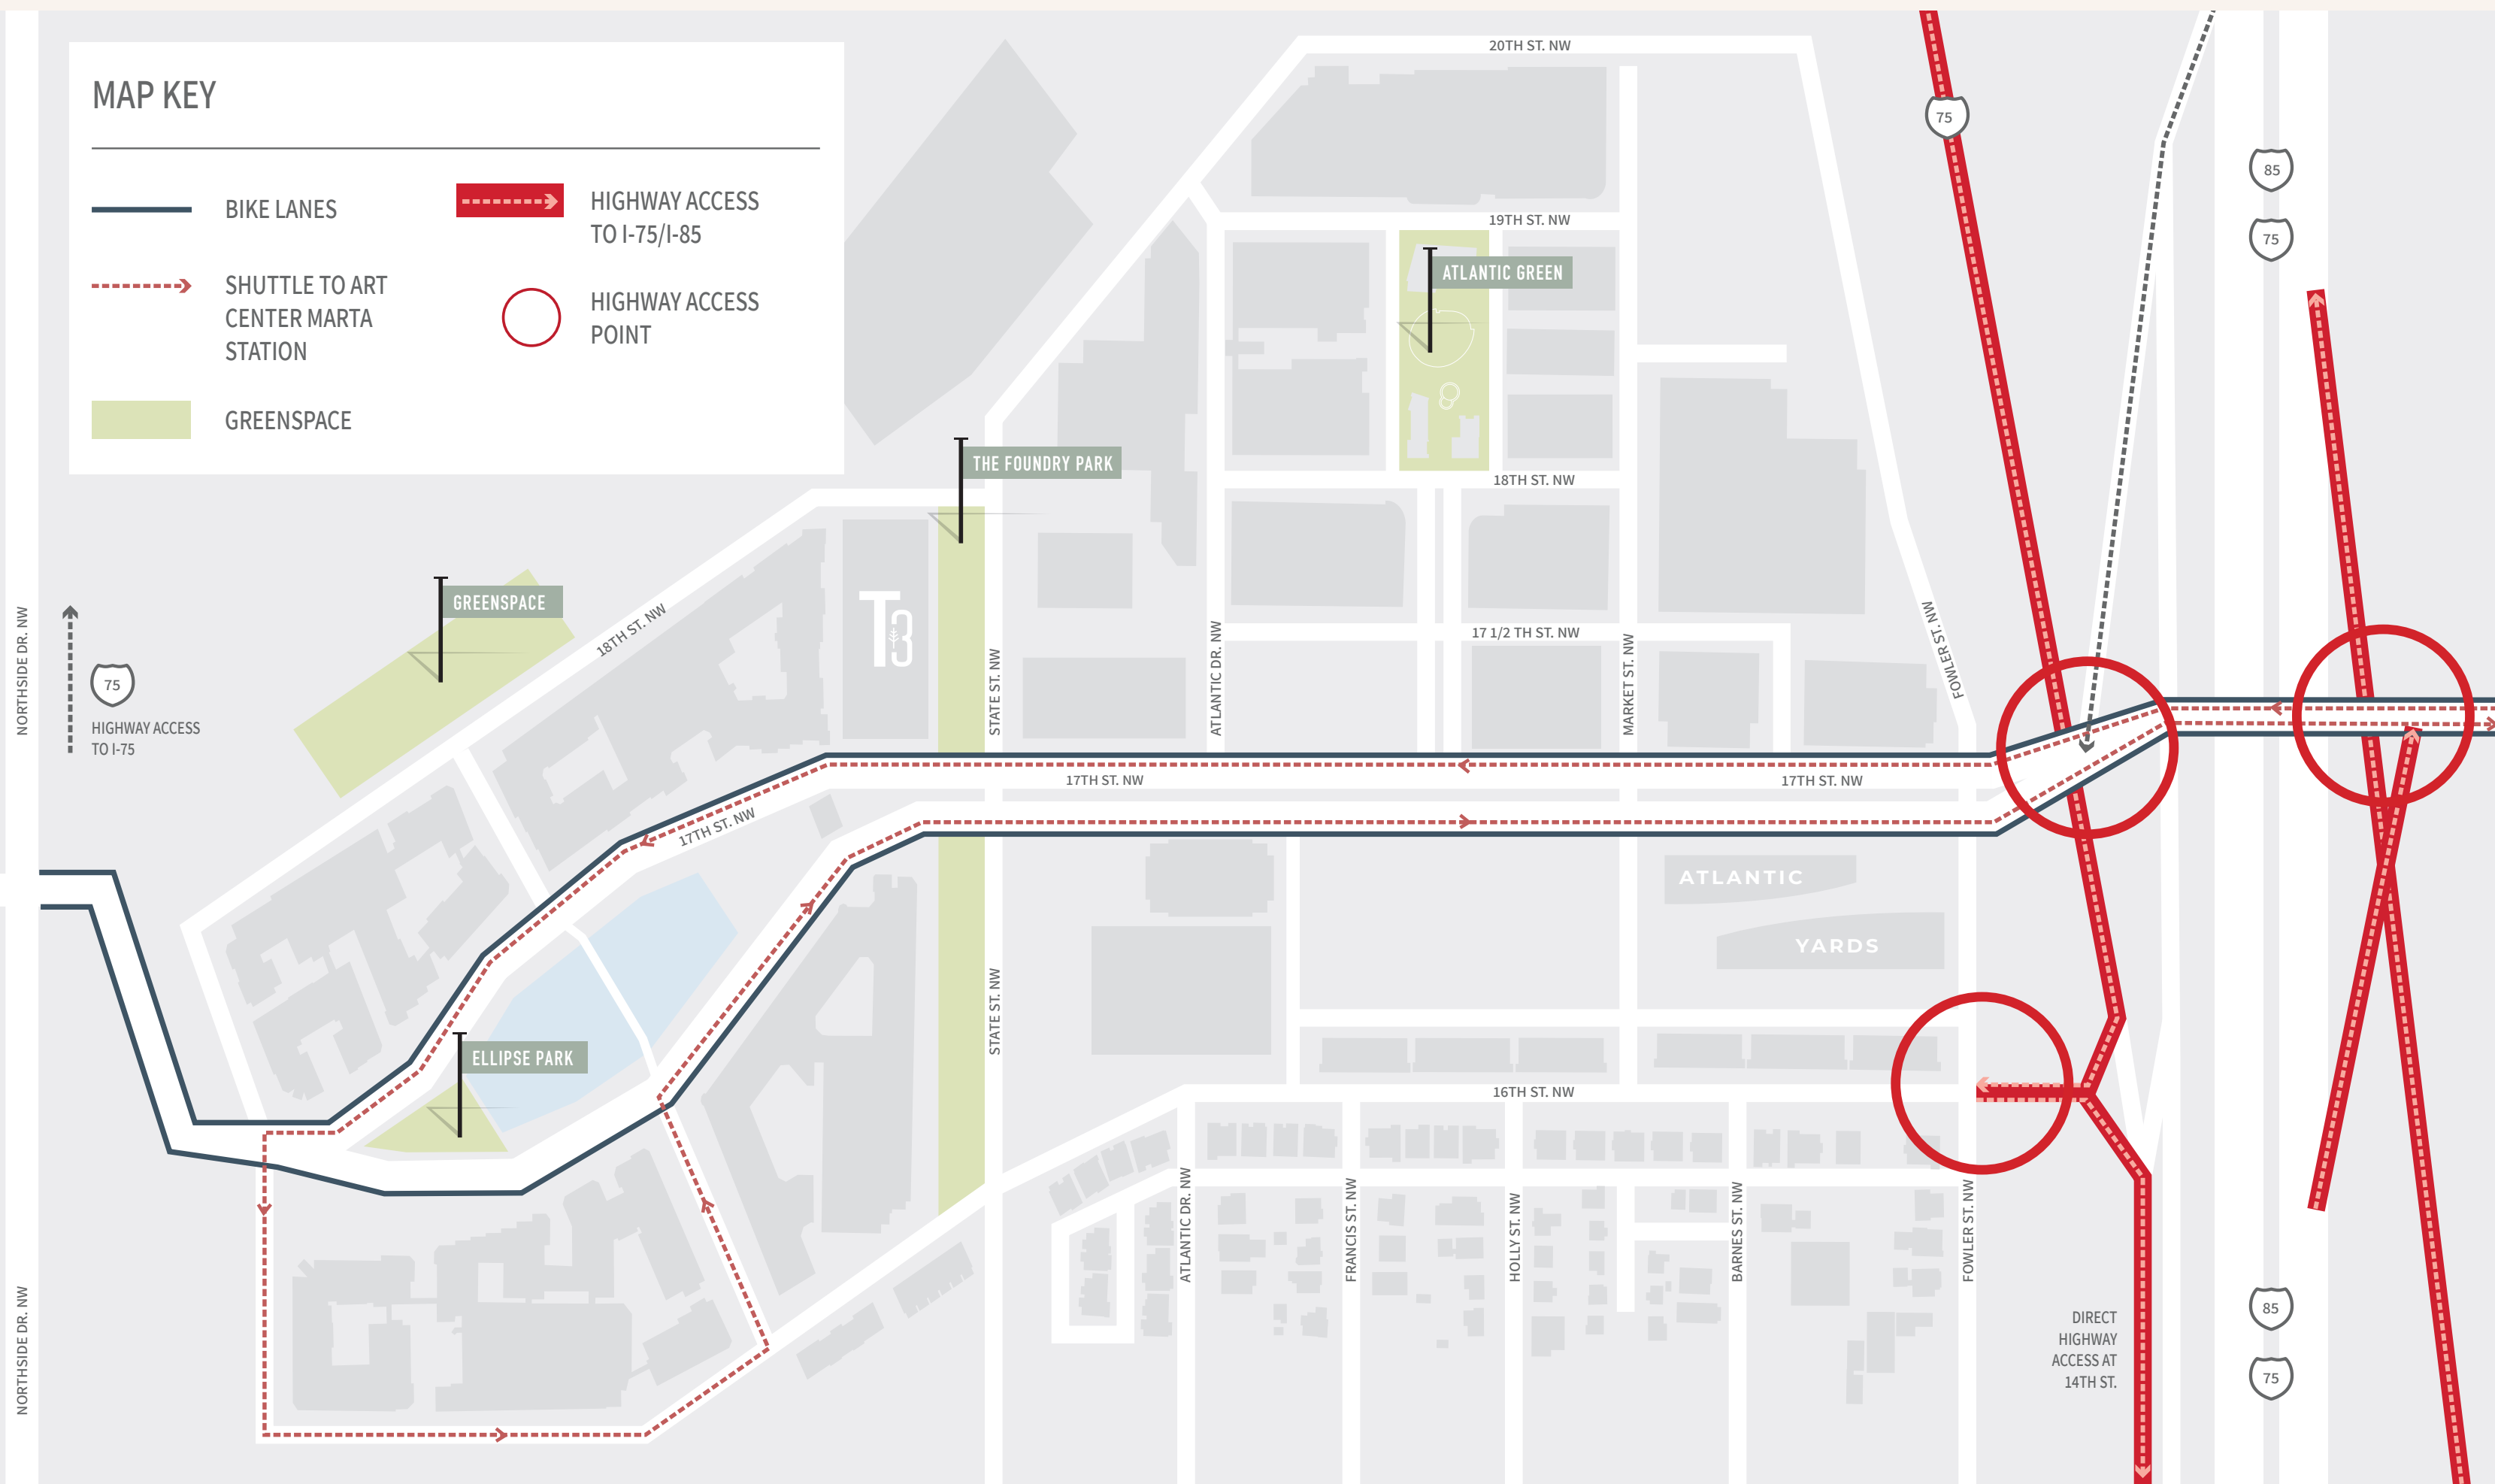 MAP KEY
BIKE LANES
SHUTTLE TO ART
CENTER MARTA
STATION
GREENSPACE
HIGHWAY ACCESS
TO I-75/I-85
HIGHWAY ACCESS
POINT
20TH ST. NW
75
85
75
19TH ST. NW
ATLANTIC GREEN
THE FOUNDRY PARK
18TH ST. NW
GREENSPACE
18TH ST. NW
T3
NORTHSIDE DR. NW
75
HIGHWAY ACCESS
TO I-75
STATE ST. NW
ATLANTIC DR. NW
17 1/2 TH ST. NW
MARKET ST. NW
FOWLER ST. NW
17TH ST. NW
17TH ST. NW
17TH ST. NW
ATLANTIC
YARDS
STATE ST. NW
ELLIPSE PARK
16TH ST. NW
ATLANTIC DR. NW
FRANCIS ST. NW
HOLLY ST. NW
BARNES ST. NW
FOWLER ST. NW
NORTHSIDE DR. NW
DIRECT
HIGHWAY
ACCESS AT
14TH ST.
85
75